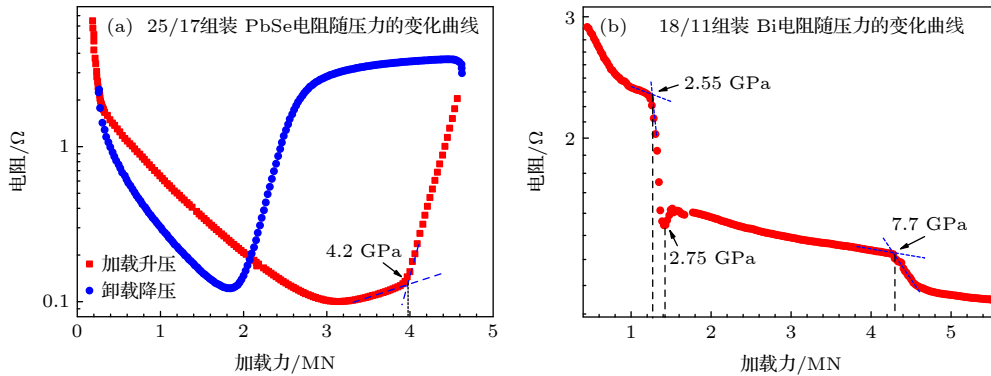 (a) 25/17组装 PbSe电阻随压力的变化曲线
电阻/Ω
1
0.1
4.2 GPa
加载升压
卸载降压
0 1 2 3 4 5
加载力/MN
(b) 18/11组装 Bi电阻随压力的变化曲线
电阻/Ω
3
2
2.55 GPa
2.75 GPa
7.7 GPa
1 2 3 4 5
加载力/MN